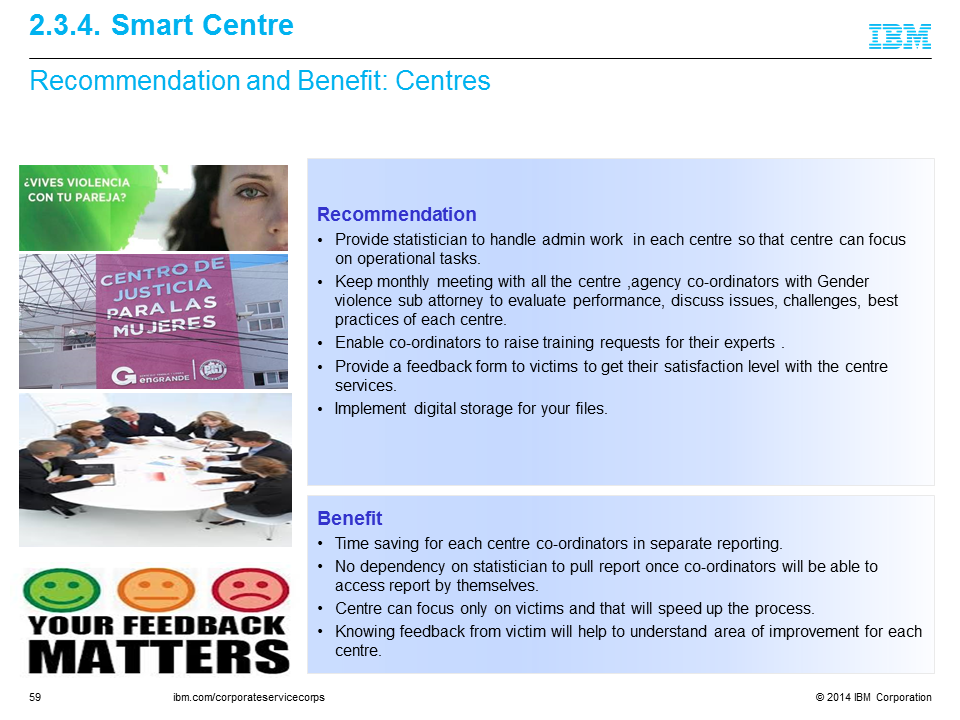 2.3.4. Smart Centre
IBM
Recommendation and Benefit: Centres
¿VIVES VIOLENCIA
CON TU PAREJA?
CENTRO DE
JUSTICIA
PARA LAS
MUJERES
G
enGRANDE
YOUR FEEDBACK
MATTERS
Recommendation
• Provide statistician to handle admin work in each centre so that centre can focus
on operational tasks.
• Keep monthly meeting with all the centre ,agency co-ordinators with Gender
violence sub attorney to evaluate performance, discuss issues, challenges, best
practices of each centre.
• Enable co-ordinators to raise training requests for their experts .
• Provide a feedback form to victims to get their satisfaction level with the centre
services.
• Implement digital storage for your files.
Benefit
• Time saving for each centre co-ordinators in separate reporting.
• No dependency on statistician to pull report once co-ordinators will be able to
access report by themselves.
• Centre can focus only on victims and that will speed up the process.
• Knowing feedback from victim will help to understand area of improvement for each
centre.
59
ibm.com/corporateservicecorps
© 2014 IBM Corporation